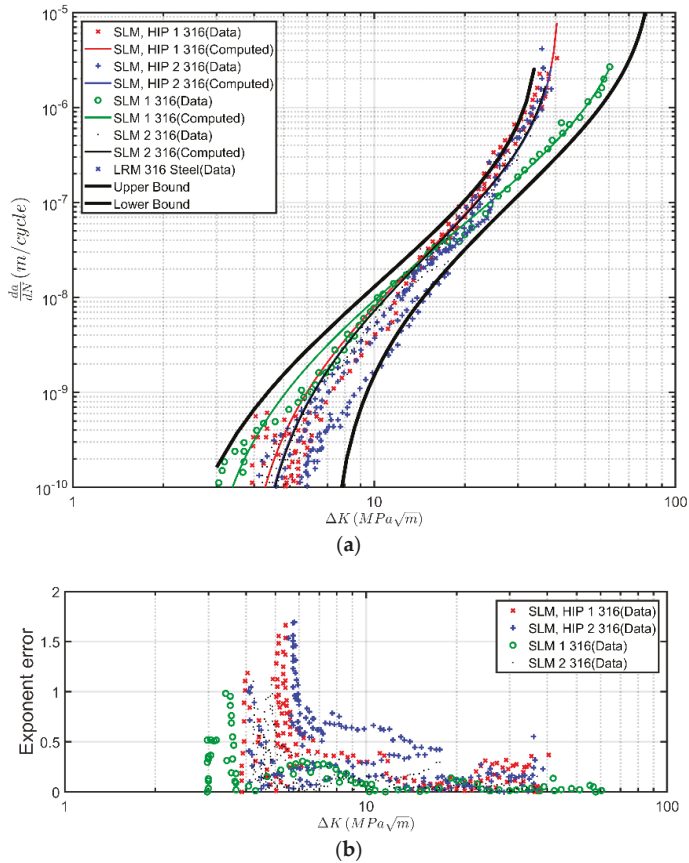 SLM, HIP 1 316(Data)
SLM, HIP 1 316(Computed)
SLM, HIP 2 316(Data)
SLM, HIP 2 316(Computed)
SLM 1 316(Data)
SLM 1 316(Computed)
SLM 2 316(Data)
SLM 2 316(Computed)
LRM 316 Steel(Data)
Upper Bound
Lower Bound
10⁻⁵
10⁻⁶
10⁻⁷
10⁻⁸
10⁻⁹
10⁻¹⁰
da/dN (m/cycle)
1 10 100
ΔK (MPa√m)
(a)
SLM, HIP 1 316(Data)
SLM, HIP 2 316(Data)
SLM 1 316(Data)
SLM 2 316(Data)
2
1.5
1
0.5
0
Exponent error
1 10 100
ΔK (MPa√m)
(b)